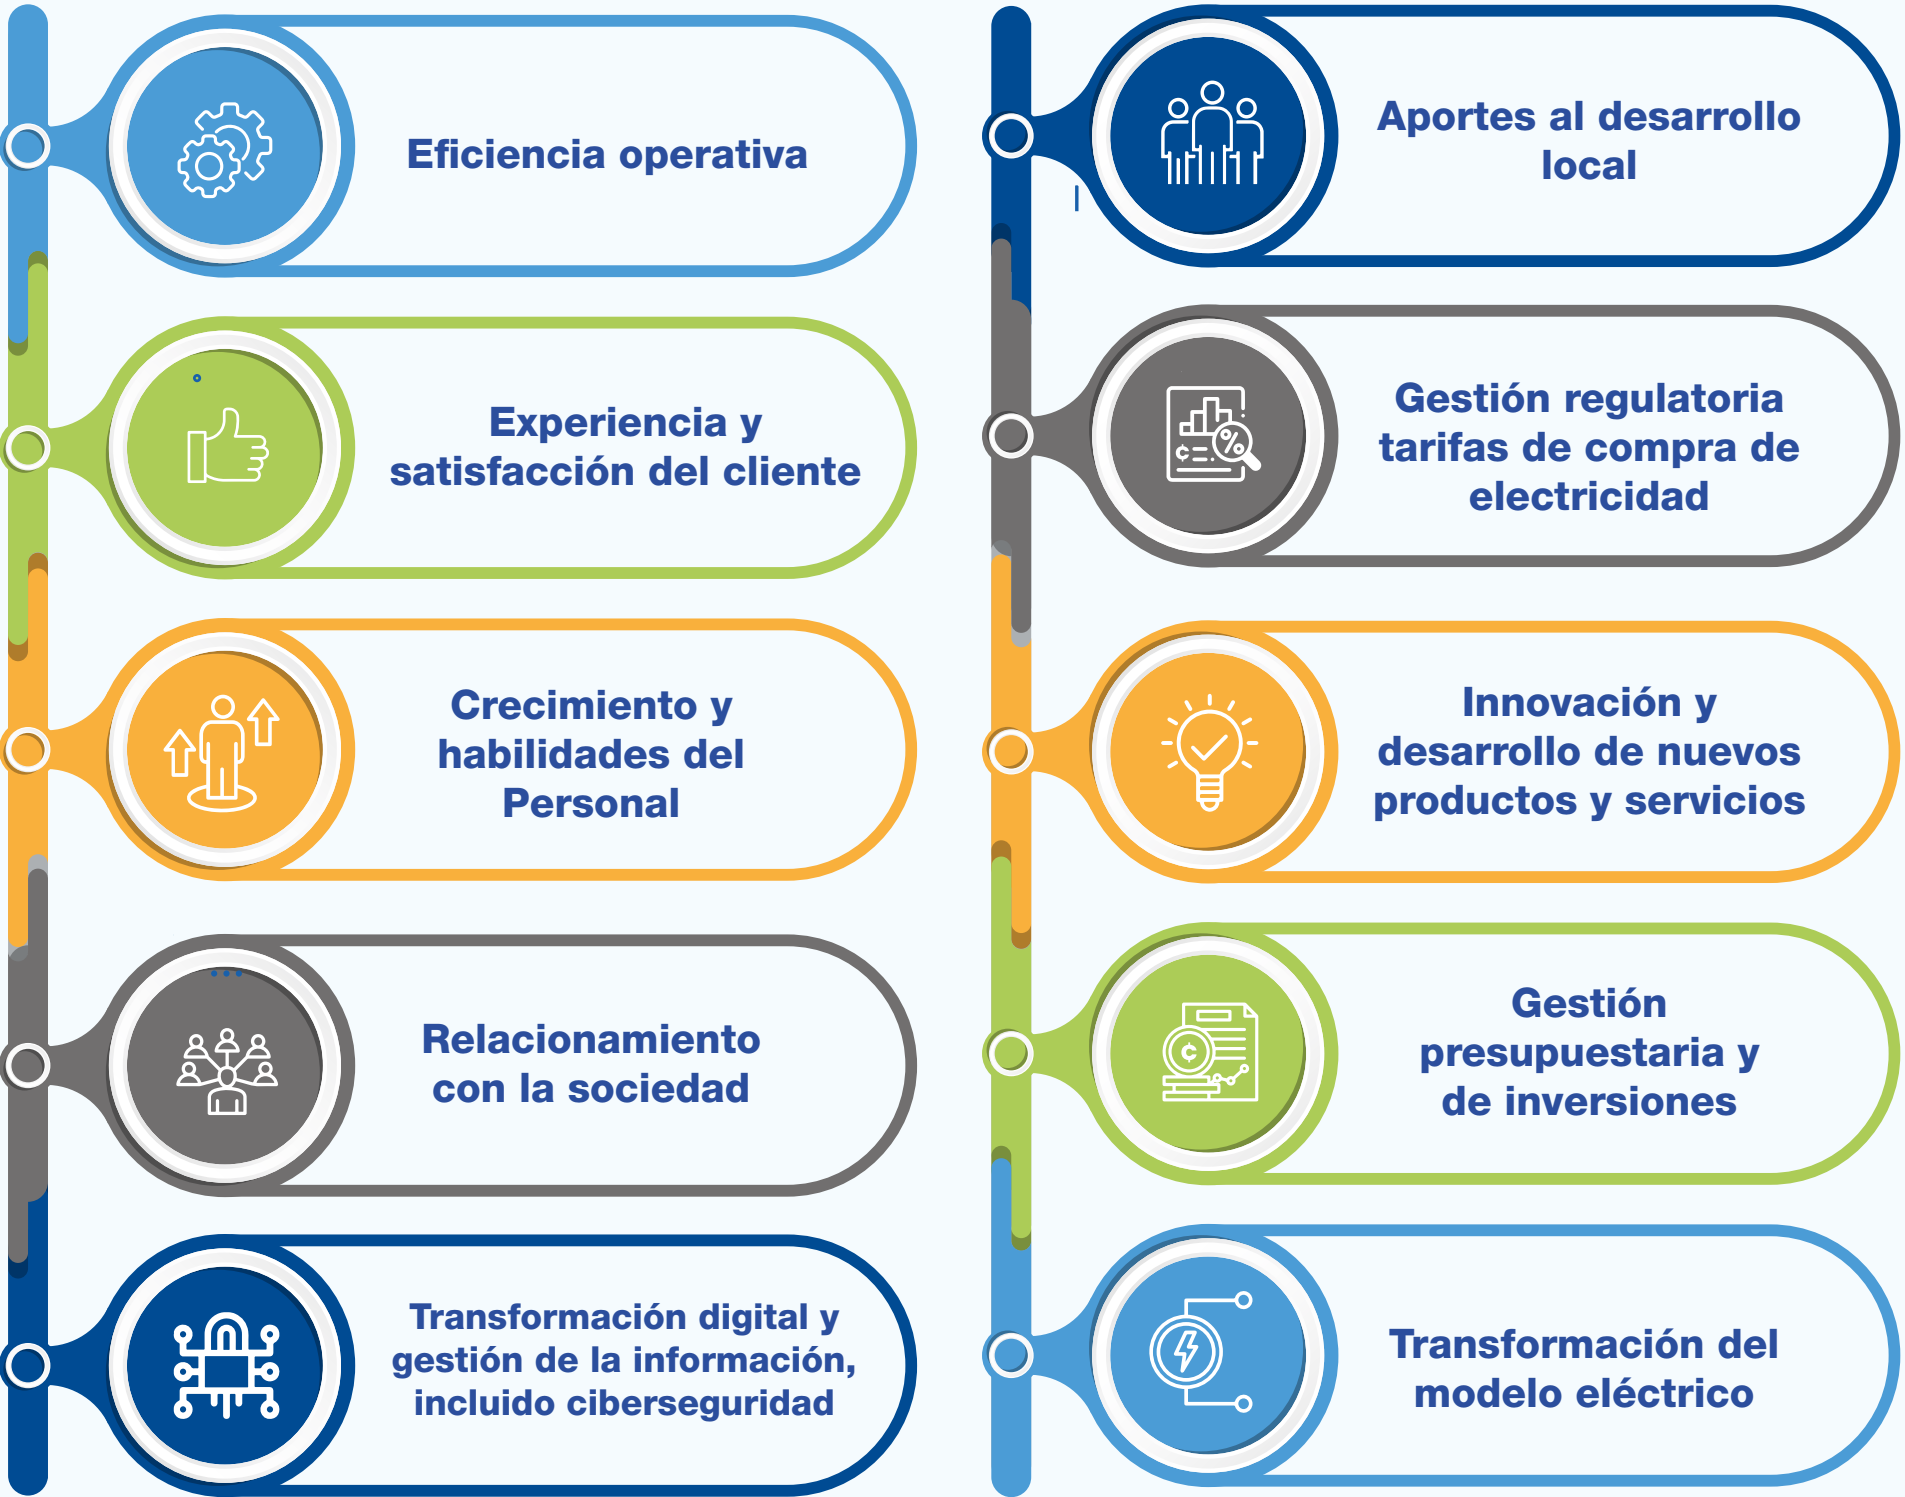 Eficiencia operativa
Experiencia y
satisfacción del cliente
Crecimiento y
habilidades del
Personal
Relacionamiento
con la sociedad
Transformación digital y
gestión de la información,
incluido ciberseguridad
Aportes al desarrollo
local
Gestión regulatoria
tarifas de compra de
electricidad
Innovación y
desarrollo de nuevos
productos y servicios
Gestión
presupuestaria y
de inversiones
Transformación del
modelo eléctrico